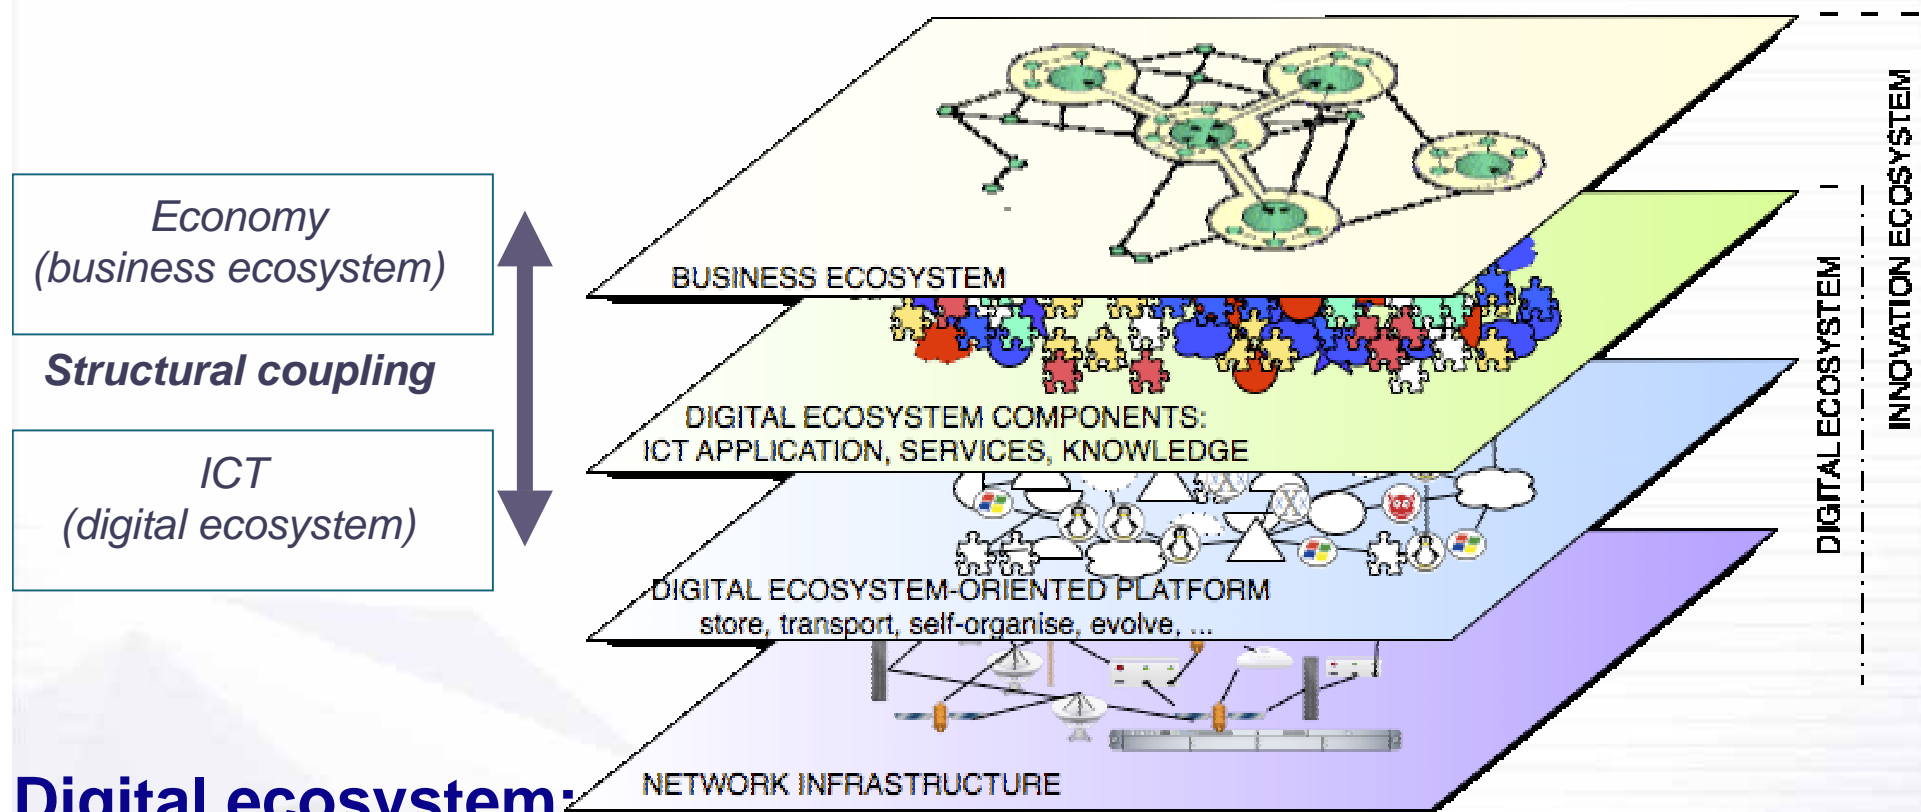 Economy
(business ecosystem)
Structural coupling
ICT
(digital ecosystem)
BUSINESS ECOSYSTEM
DIGITAL ECOSYSTEM COMPONENTS:
ICT APPLICATION, SERVICES, KNOWLEDGE
DIGITAL ECOSYSTEM-ORIENTED PLATFORM
store, transport, self-organise, evolve, ...
NETWORK INFRASTRUCTURE
DIGITAL ECOSYSTEM
INNOVATION ECOSYSTEM
Digital ecosystem: